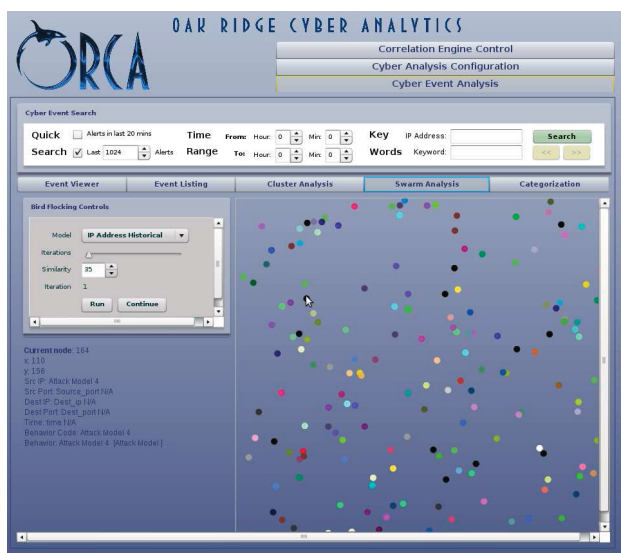 OAK RIDGE CYBER ANALYTICS
ORCA
Correlation Engine Control
Cyber Analysis Configuration
Cyber Event Analysis
Cyber Event Search
Quick Alerts in last 20 mins Time From: Hour: 0 Min: 0 Key IP Address: Search
Search Last 1024 Alerts Range To: Hour: 0 Min: 0 Words Keyword: << >>
Event Viewer Event Listing Cluster Analysis Swarm Analysis Categorization
Bird Flocking Controls
Model IP Address Historical
Iterations
Similarity 35
Iteration 1
Run Continue
Current node: 164
x: 110
y: 156
Src IP: Attack Model 4
Src Port: Source_port N/A
Dest IP: Dest_ip N/A
Dest Port: Dest_port N/A
Time: time N/A
Behavior Code: Attack Model 4
Behavior: Attack Model 4 [Attack Model ]